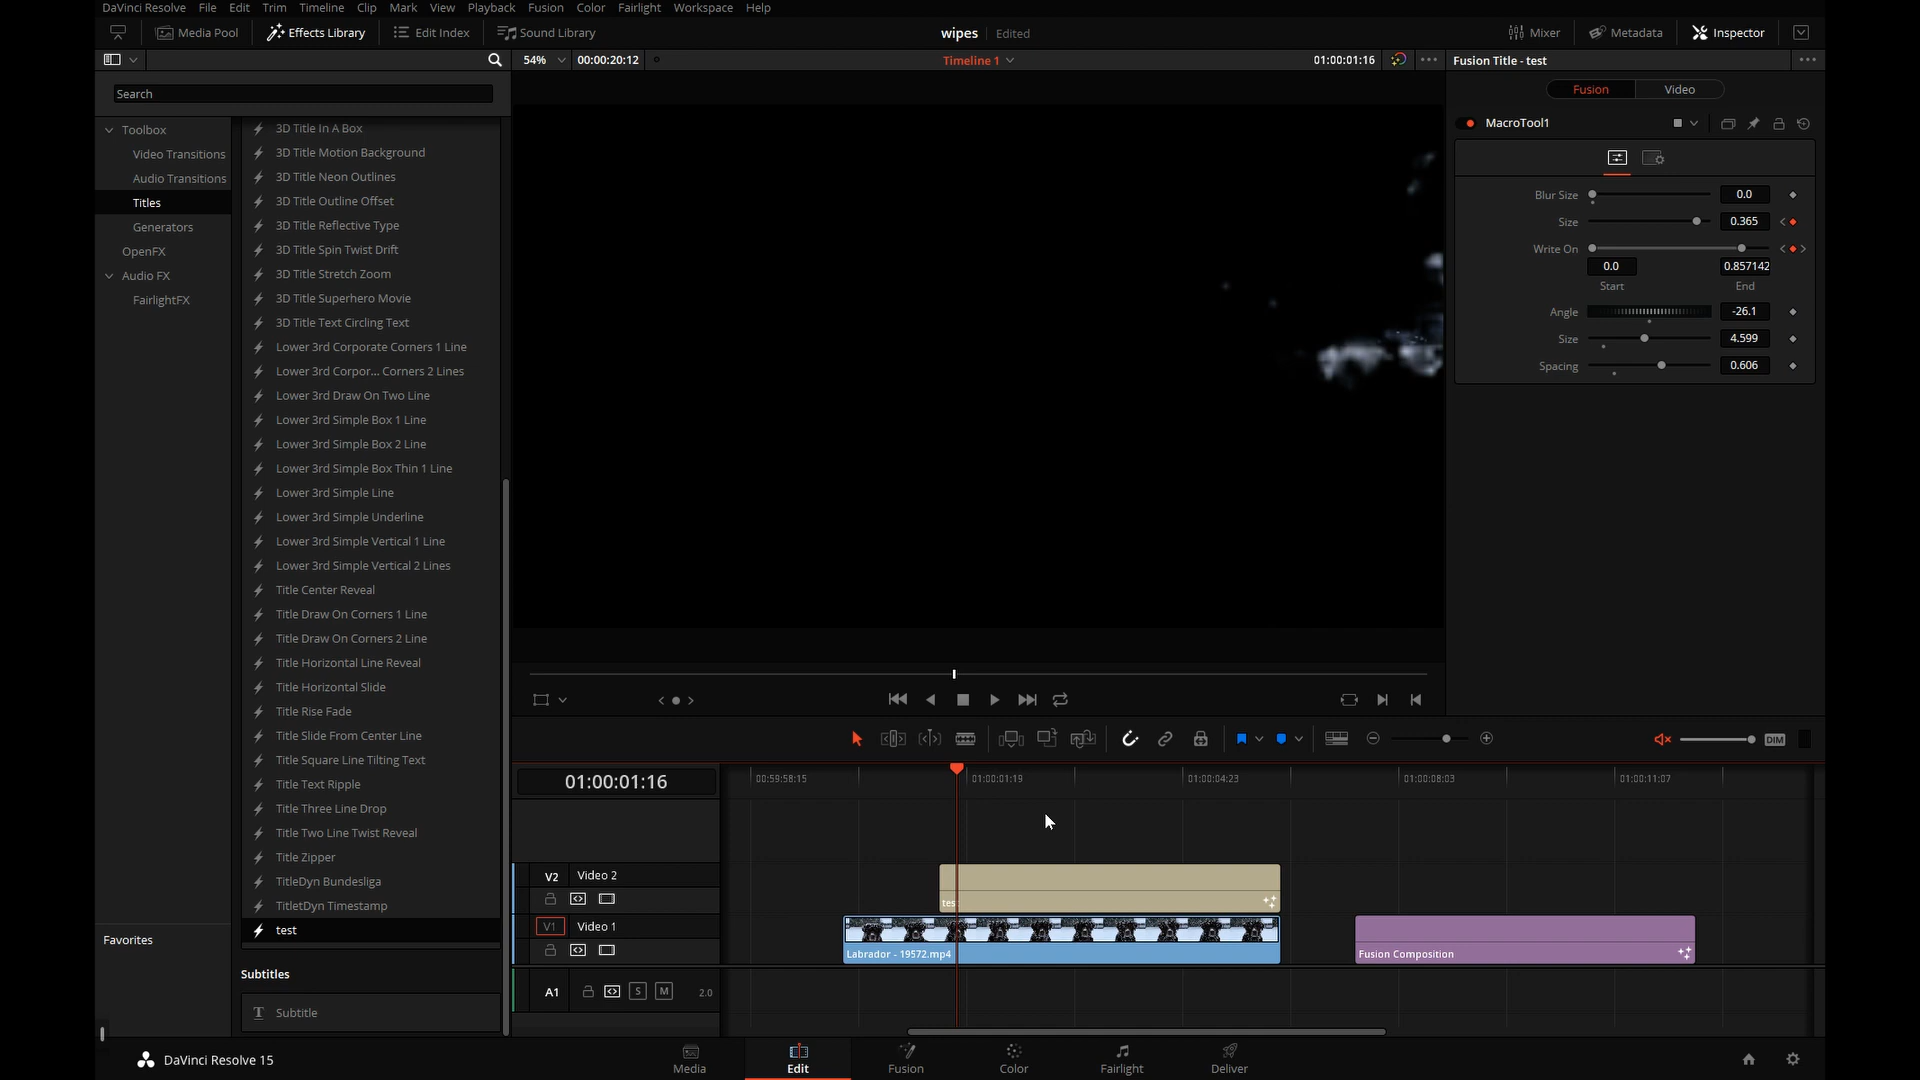 DaVinci Resolve File Edit Trim Timeline Clip Mark View Playback Fusion Color Fairlight Workspace Help
Media Pool Effects Library Edit Index Sound Library wipes Edited Mixer Metadata Inspector
54% 00:00:20:12 Timeline 1 01:00:01:16 Fusion Title - test
Search
Fusion Video
MacroTool1
Toolbox
Video Transitions
Audio Transitions
Titles
Generators
OpenFX
Audio FX
FairlightFX
Favorites
3D Title In A Box
3D Title Motion Background
3D Title Neon Outlines
3D Title Outline Offset
3D Title Reflective Type
3D Title Spin Twist Drift
3D Title Stretch Zoom
3D Title Superhero Movie
3D Title Text Circling Text
Lower 3rd Corporate Corners 1 Line
Lower 3rd Corpor... Corners 2 Lines
Lower 3rd Draw On Two Line
Lower 3rd Simple Box 1 Line
Lower 3rd Simple Box 2 Line
Lower 3rd Simple Box Thin 1 Line
Lower 3rd Simple Line
Lower 3rd Simple Underline
Lower 3rd Simple Vertical 1 Line
Lower 3rd Simple Vertical 2 Lines
Title Center Reveal
Title Draw On Corners 1 Line
Title Draw On Corners 2 Line
Title Horizontal Line Reveal
Title Horizontal Slide
Title Rise Fade
Title Slide From Center Line
Title Square Line Tilting Text
Title Text Ripple
Title Three Line Drop
Title Two Line Twist Reveal
Title Zipper
TitleDyn Bundesliga
TitletDyn Timestamp
test
Subtitles
T Subtitle
Blur Size 0.0
Size 0.365
Write On
0.0 0.857142
Start End
Angle -26.1
Size 4.599
Spacing 0.606
DIM
01:00:01:16 00:59:58:15 01:00:01:19 01:00:04:23 01:00:08:03 01:00:11:07
V2 Video 2
tes
V1 Video 1
Labrador - 19572.mp4 Fusion Composition
A1 S M 2.0
DaVinci Resolve 15 Media Edit Fusion Color Fairlight Deliver